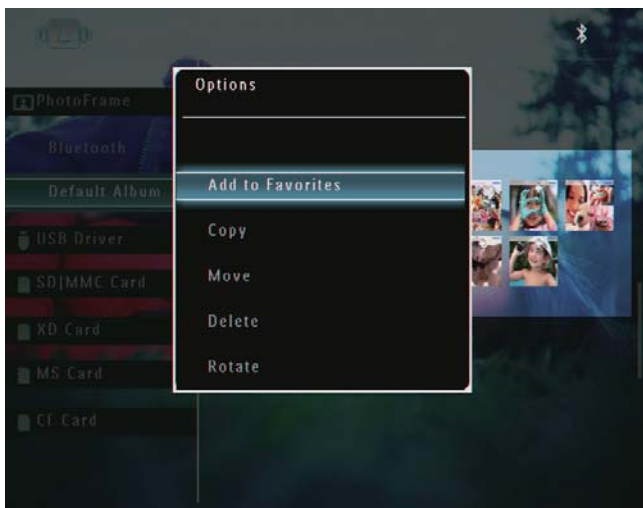 PhotoFrame
Bluetooth
Default Album
USB Driver
SD|MMC Card
XD Card
MS Card
CF Card
Options
Add to Favorites
Copy
Move
Delete
Rotate